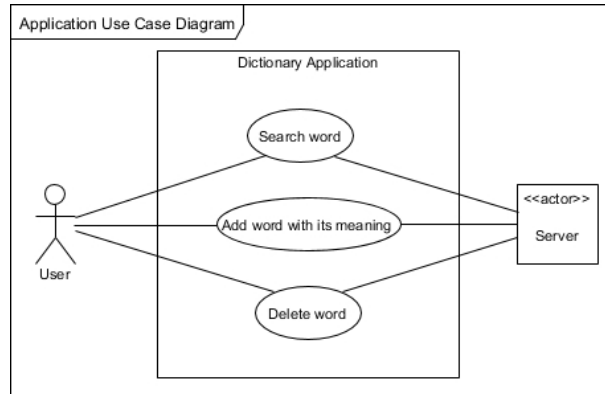 Application Use Case Diagram
Dictionary Application
Search word
<<actor>>
Server
Add word with its meaning
User
Delete word